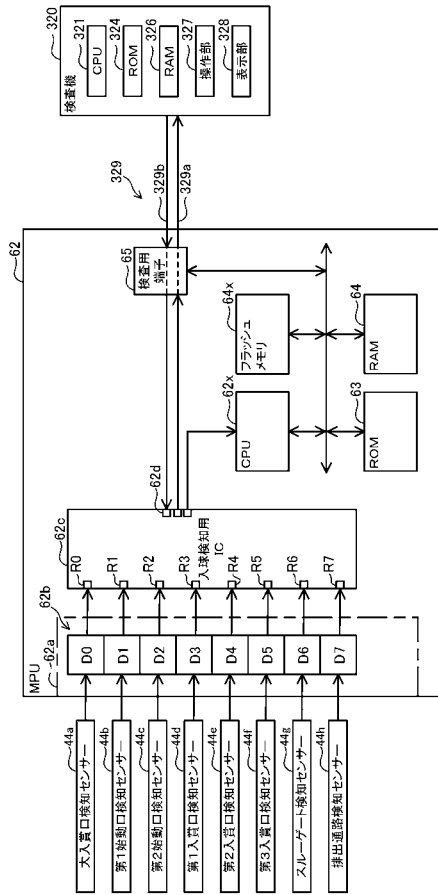 62
MPU
62a
62b
44a
大入賞口検知センサー
44b
第1始動口検知センサー
44c
第2始動口検知センサー
44d
第1入賞口検知センサー
44e
第2入賞口検知センサー
44f
第3入賞口検知センサー
44g
スルーゲート検知センサー
44h
排出通路検知センサー
D0
D1
D2
D3
D4
D5
D6
D7
62c
R0
R1
R2
R3
R4
R5
R6
R7
入球検知用
IC
62d
62x
CPU
64x
フラッシュ
メモリ
63
ROM
64
RAM
65
検査用
端子
329
329b
329a
320
検査機
321
CPU
324
ROM
326
RAM
327
操作部
328
表示部